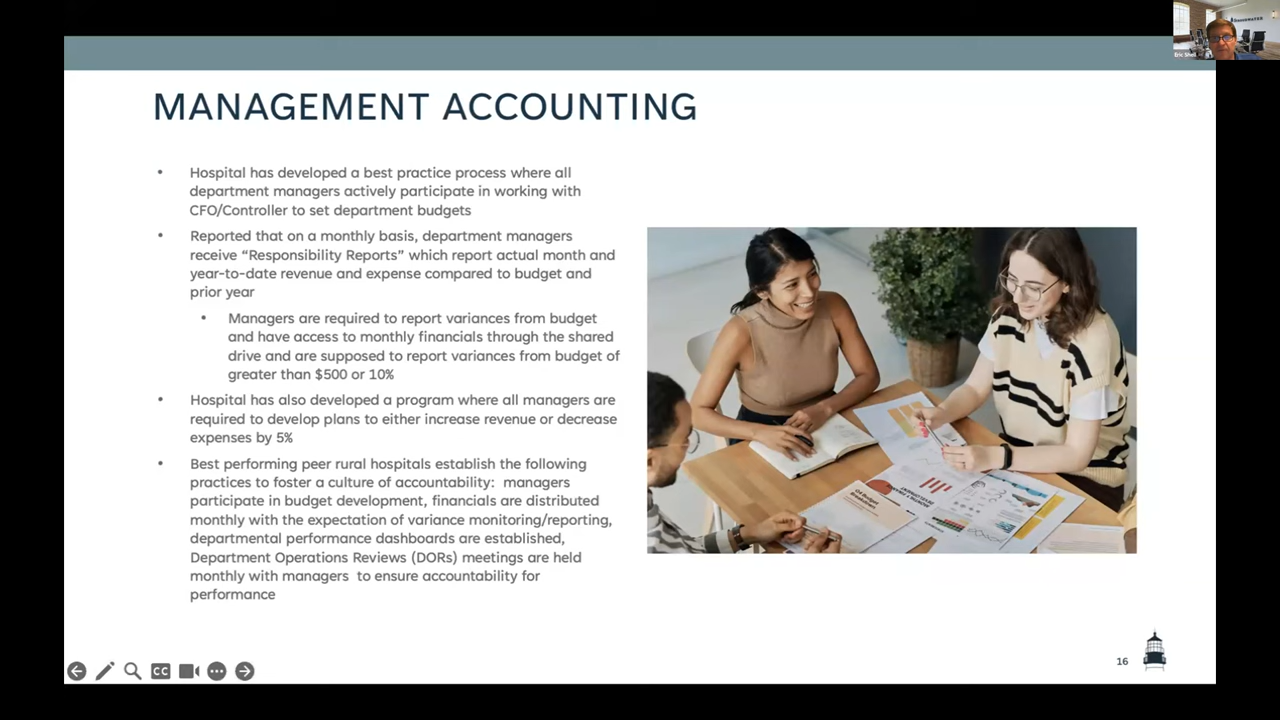 STROUDWATER
Eric Shell
MANAGEMENT ACCOUNTING
• Hospital has developed a best practice process where all
department managers actively participate in working with
CFO/Controller to set department budgets
• Reported that on a monthly basis, department managers
receive “Responsibility Reports” which report actual month and
year-to-date revenue and expense compared to budget and
prior year
• Managers are required to report variances from budget
and have access to monthly financials through the shared
drive and are supposed to report variances from budget of
greater than $500 or 10%
• Hospital has also developed a program where all managers are
required to develop plans to either increase revenue or decrease
expenses by 5%
• Best performing peer rural hospitals establish the following
practices to foster a culture of accountability:  managers
participate in budget development, financials are distributed
monthly with the expectation of variance monitoring/reporting,
departmental performance dashboards are established,
Department Operations Reviews (DORs) meetings are held
monthly with managers  to ensure accountability for
performance
Q4 Budget
Breakdown
CC
16